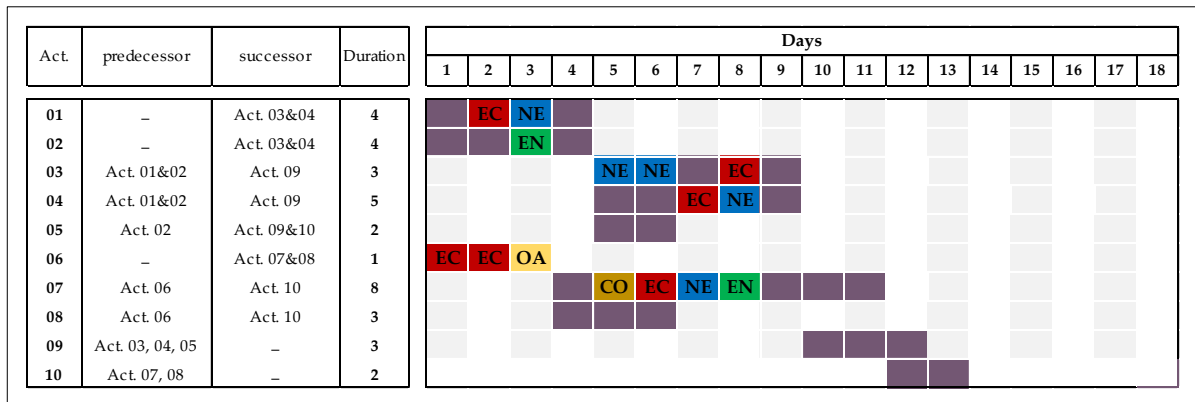 Act. predecessor successor Duration Days
1 2 3 4 5 6 7 8 9 10 11 12 13 14 15 16 17 18
01 – Act. 03&04 4 EC NE
02 – Act. 03&04 4 EN
03 Act. 01&02 Act. 09 3 NE NE EC
04 Act. 01&02 Act. 09 5 EC NE
05 Act. 02 Act. 09&10 2
06 – Act. 07&08 1 EC EC OA
07 Act. 06 Act. 10 8 CO EC NE EN
08 Act. 06 Act. 10 3
09 Act. 03, 04, 05 – 3
10 Act. 07, 08 – 2